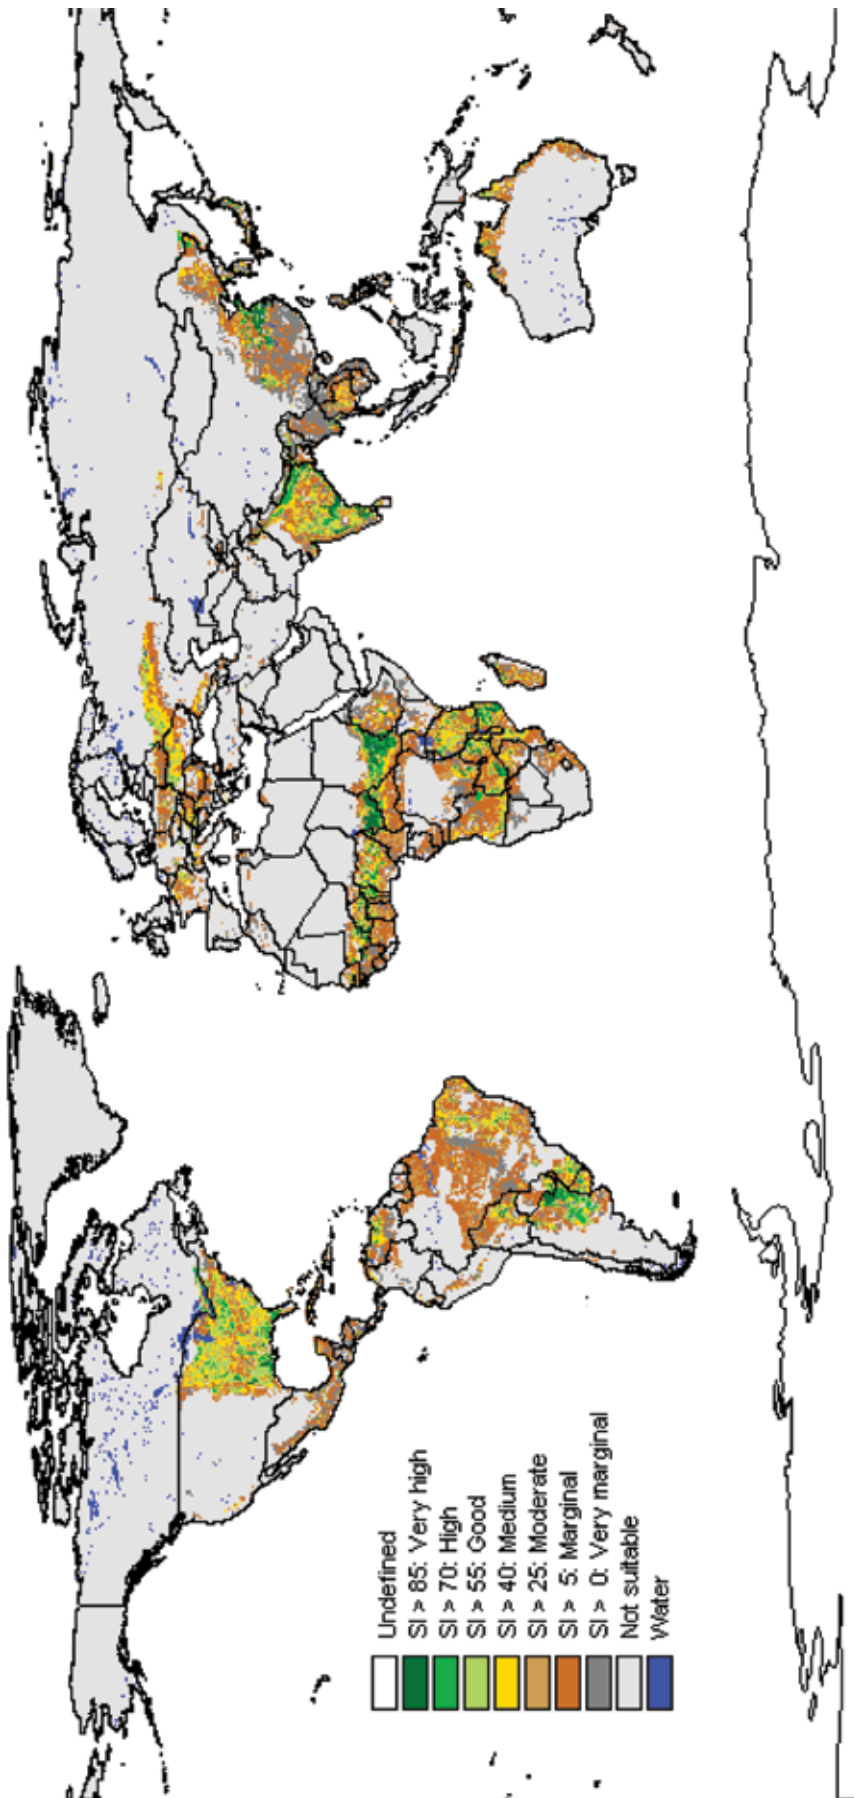 Undefined
SI > 85: Very high
SI > 70: High
SI > 55: Good
SI > 40: Medium
SI > 25: Moderate
SI > 5: Marginal
SI > 0: Very marginal
Not suitable
Water